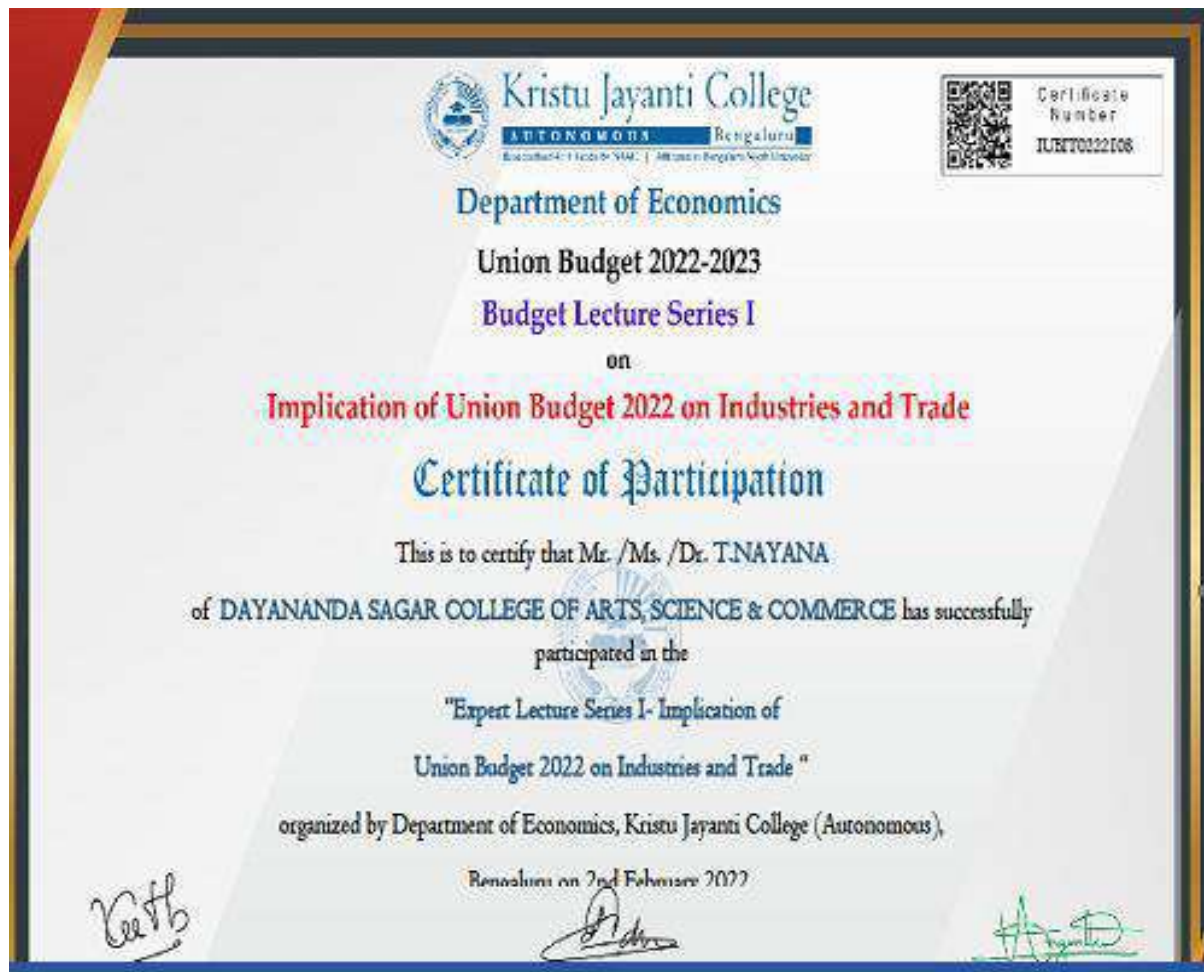 Kristu Jayanti College
AUTONOMOUS Bengaluru
Certificate
Number
Department of Economics
Union Budget 2022-2023
Budget Lecture Series I
on
Implication of Union Budget 2022 on Industries and Trade
Certificate of Participation
This is to certify that Mr. /Ms. /Dr. T.NAYANA
of DAYANANDA SAGAR COLLEGE OF ARTS, SCIENCE & COMMERCE has successfully
participated in the
"Expert Lecture Series I- Implication of
Union Budget 2022 on Industries and Trade "
organized by Department of Economics, Kristu Jayanti College (Autonomous),
Bengaluru on 2nd February 2022